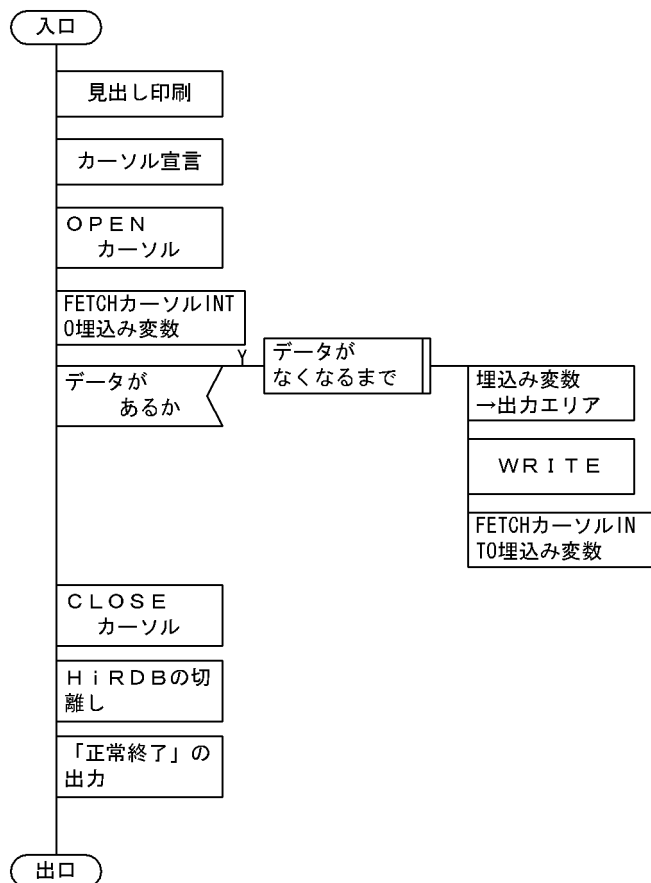 入口
見出し印刷
カーソル宣言
ＯＰＥＮ
カーソル
FETCHカーソルINT
O埋込み変数
データが
あるか
Y
データが
なくなるまで
埋込み変数
→出力エリア
ＷＲＩＴＥ
FETCHカーソルIN
TO埋込み変数
ＣＬＯＳＥ
カーソル
ＨｉＲＤＢの切
離し
「正常終了」の
出力
出口